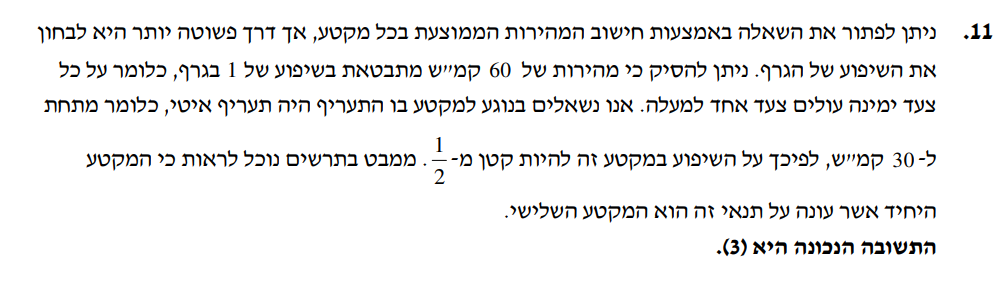 11. ניתן לפתור את השאלה באמצעות חישוב המהירות הממוצעת בכל מקטע, אך דרך פשוטה יותר היא לבחון
את השיפוע של הגרף. ניתן להסיק כי מהירות של 60 קמ״ש מתבטאת בשיפוע של 1 בגרף, כלומר על כל
צעד ימינה עולים צעד אחד למעלה. אנו נשאלים בנוגע למקטע בו התעריף היה תעריף איטי, כלומר מתחת
ל- 30 קמ״ש, לפיכך על השיפוע במקטע זה להיות קטן מ- 1/2. ממבט בתרשים נוכל לראות כי המקטע
היחיד אשר עונה על תנאי זה הוא המקטע השלישי.
התשובה הנכונה היא (3).